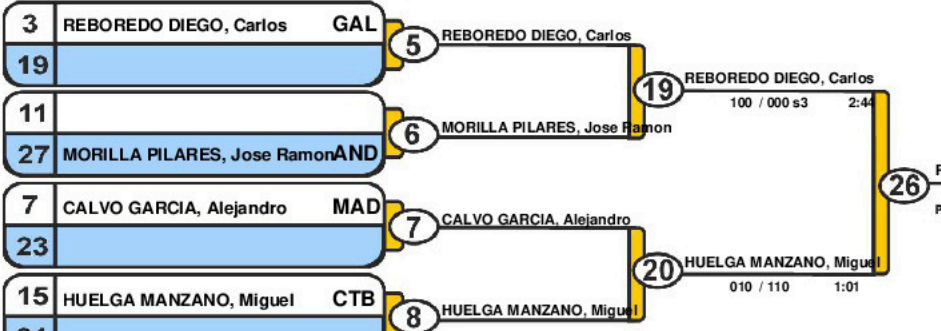 3 REBOREDO DIEGO, Carlos GAL
19
5 REBOREDO DIEGO, Carlos
11
27 MORILLA PILARES, Jose Ramon AND
6 MORILLA PILARES, Jose Ramon
19 REBOREDO DIEGO, Carlos
100 / 000 s3 2:44
7 CALVO GARCIA, Alejandro MAD
23
7 CALVO GARCIA, Alejandro
15 HUELGA MANZANO, Miguel CTB
8 HUELGA MANZANO, Miguel
20 HUELGA MANZANO, Miguel
010 / 110 1:01
26